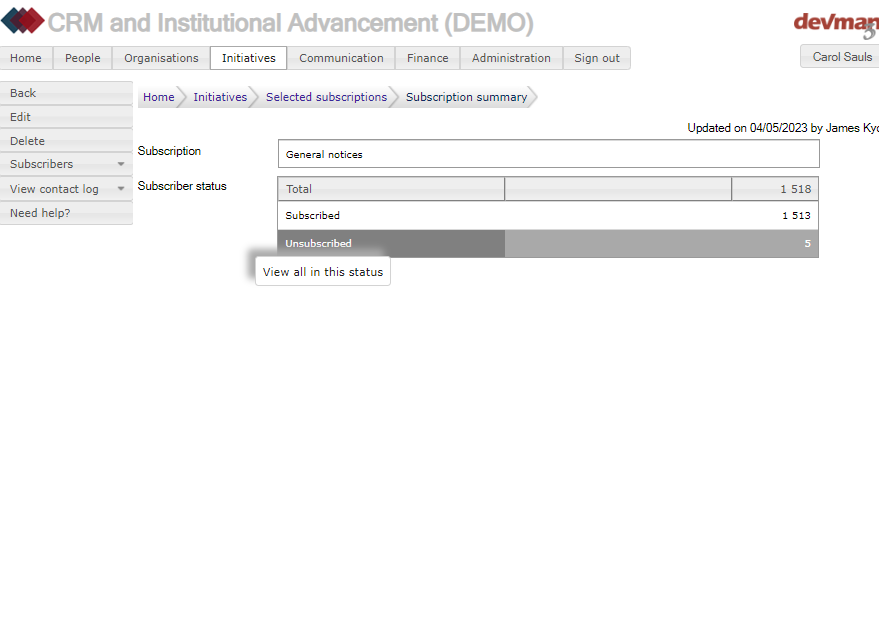 CRM and Institutional Advancement (DEMO)
devman
3
Home People Organisations Initiatives Communication Finance Administration Sign out
Carol Sauls
Back
Edit
Delete
Subscribers
View contact log
Need help?
Home Initiatives Selected subscriptions Subscription summary
Updated on 04/05/2023 by James Kyd
Subscription General notices
Subscriber status Total 1 518
Subscribed 1 513
Unsubscribed 5
View all in this status